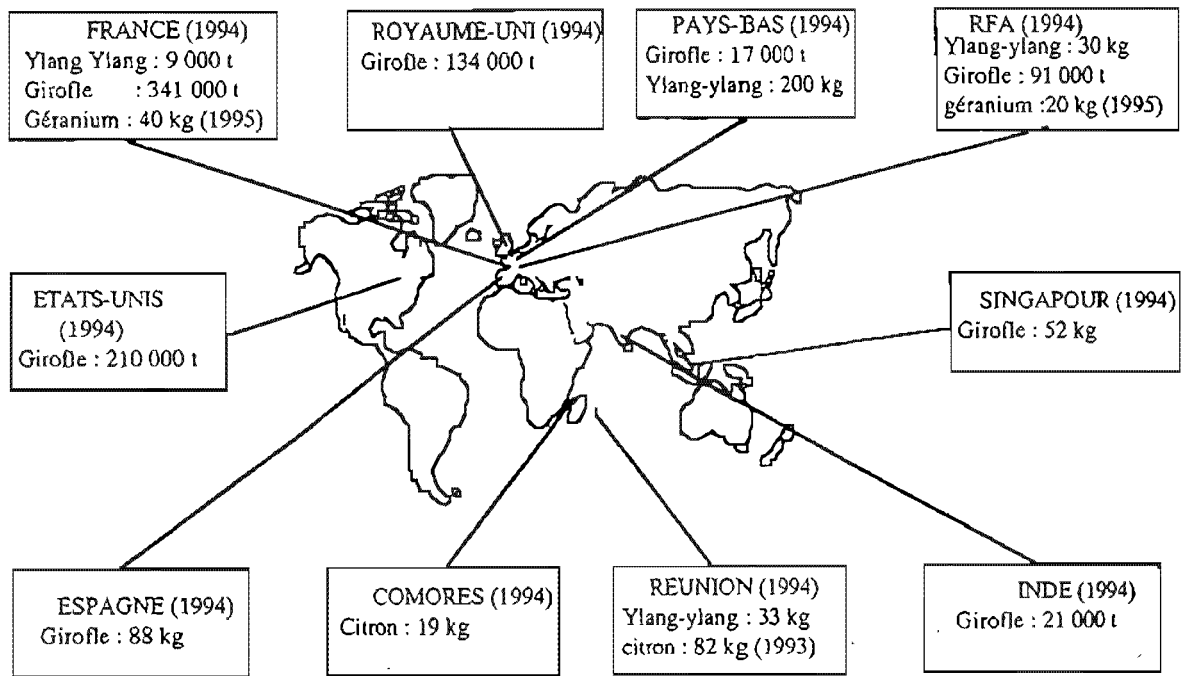 FRANCE (1994)
Ylang Ylang : 9 000 t
Girofle : 341 000 t
Géranium : 40 kg (1995)
ROYAUME-UNI (1994)
Girofle : 134 000 t
PAYS-BAS (1994)
Girofle : 17 000 t
Ylang-ylang : 200 kg
RFA (1994)
Ylang-ylang : 30 kg
Girofle : 91 000 t
géranium :20 kg (1995)
ETATS-UNIS
(1994)
Girofle : 210 000 t
SINGAPOUR (1994)
Girofle : 52 kg
ESPAGNE (1994)
Girofle : 88 kg
COMORES (1994)
Citron : 19 kg
REUNION (1994)
Ylang-ylang : 33 kg
citron : 82 kg (1993)
INDE (1994)
Girofle : 21 000 t